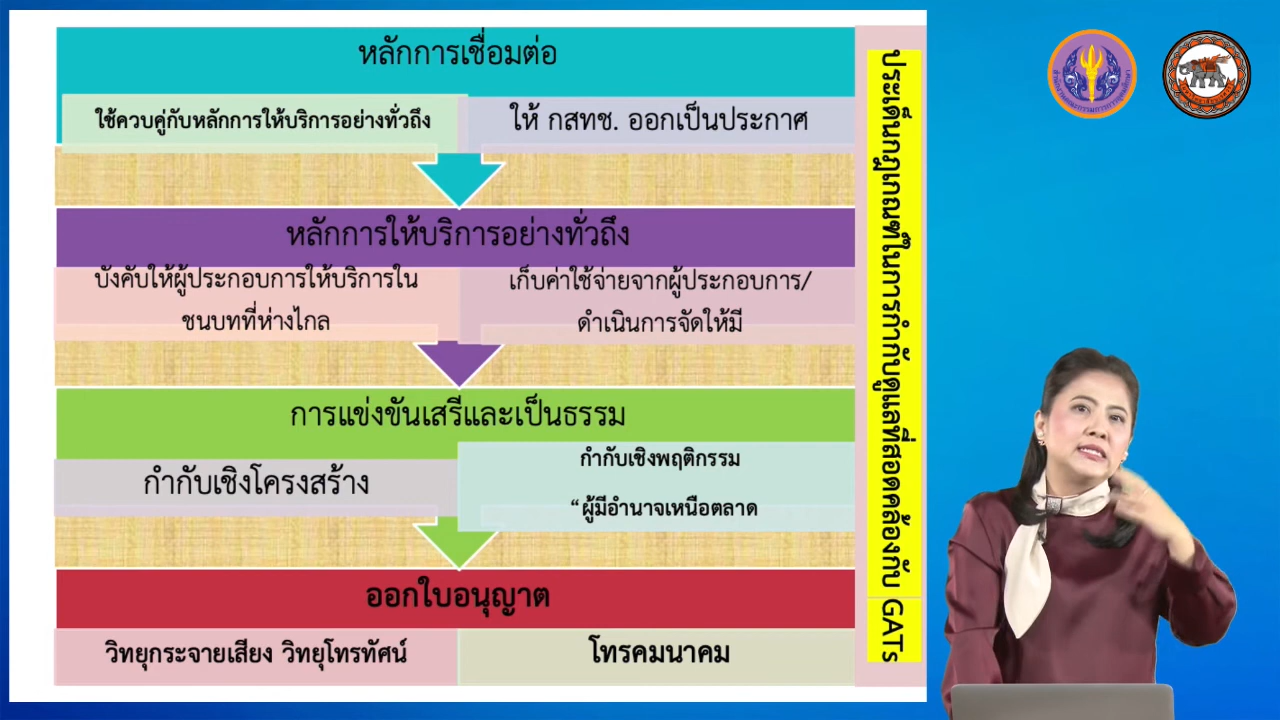 หลักการเชื่อมต่อ
ใช้ควบคู่กับหลักการให้บริการอย่างทั่วถึง
ให้ กสทช. ออกเป็นประกาศ
หลักการให้บริการอย่างทั่วถึง
บังคับให้ผู้ประกอบการให้บริการใน
ชนบทที่ห่างไกล
เก็บค่าใช้จ่ายจากผู้ประกอบการ/
ดำเนินการจัดให้มี
การแข่งขันเสรีและเป็นธรรม
กำกับเชิงโครงสร้าง
กำกับเชิงพฤติกรรม
“ผู้มีอำนาจเหนือตลาด
ออกใบอนุญาต
วิทยุกระจายเสียง วิทยุโทรทัศน์
โทรคมนาคม
ประเด็นกฎเกณฑ์ในการกำกับดูแลที่สอดคล้องกับ GATs